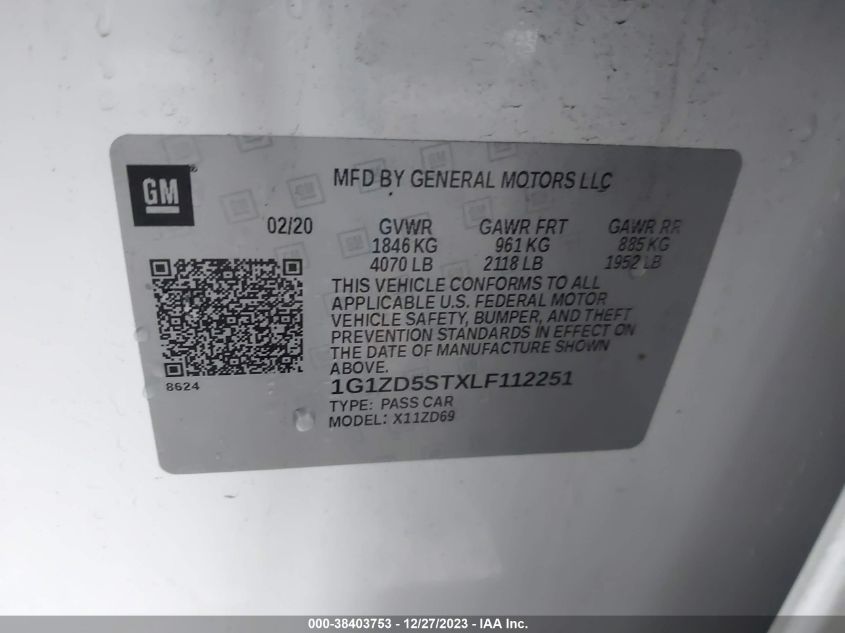 GM®
MFD BY GENERAL MOTORS LLC
02/20 GVWR GAWR FRT GAWR RR
1846 KG 961 KG 885 KG
4070 LB 2118 LB 1952 LB
THIS VEHICLE CONFORMS TO ALL
APPLICABLE U.S. FEDERAL MOTOR
VEHICLE SAFETY, BUMPER, AND THEFT
PREVENTION STANDARDS IN EFFECT ON
THE DATE OF MANUFACTURE SHOWN
ABOVE.
8624
1G1ZD5STXLF112251
TYPE: PASS CAR
MODEL: X11ZD69
000-38403753 - 12/27/2023 - IAA Inc.